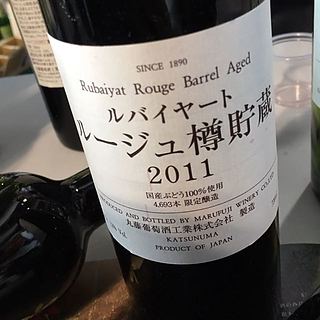 SINCE 1890
Rubaiyat Rouge Barrel Aged
ルバイヤート
ルージュ樽貯蔵
2011
国産ぶどう100%使用
4,693本 限定醸造
PRODUCED AND BOTTLED BY MARUFUJI WINERY CO.,LTD.
丸藤葡萄酒工業株式会社 製造
KATSUNUMA
PRODUCT OF JAPAN